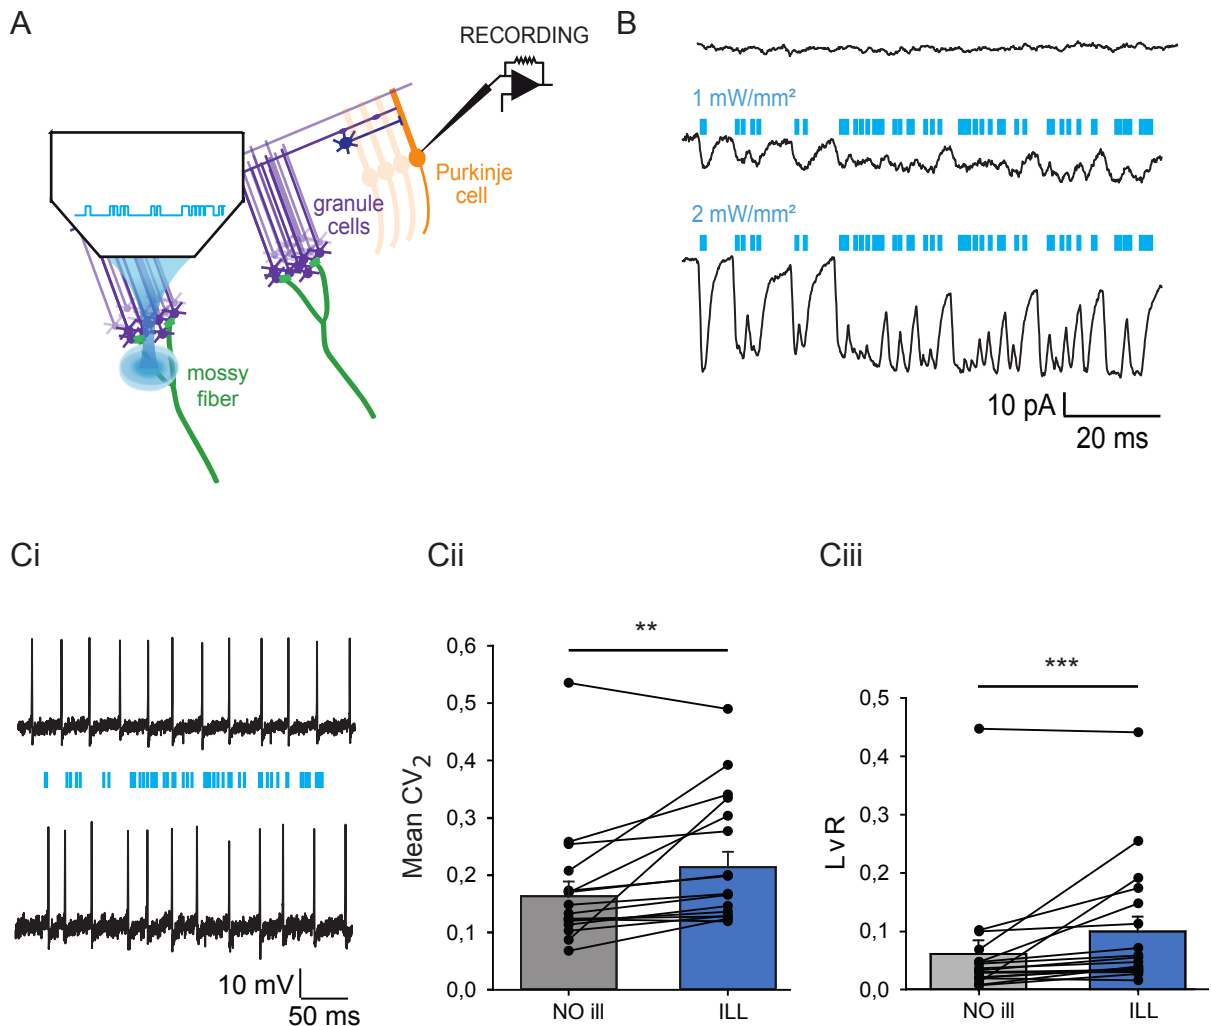 A
RECORDING
Purkinje
cell
granule
cells
mossy
fiber
B
1 mW/mm²
2 mW/mm²
10 pA
20 ms
Ci
10 mV
50 ms
Cii
**
Mean CV2
0,6
0,5
0,4
0,3
0,2
0,1
0,0
NO ill
ILL
Ciii
***
LvR
0,5
0,4
0,3
0,2
0,1
0,0
NO ill
ILL